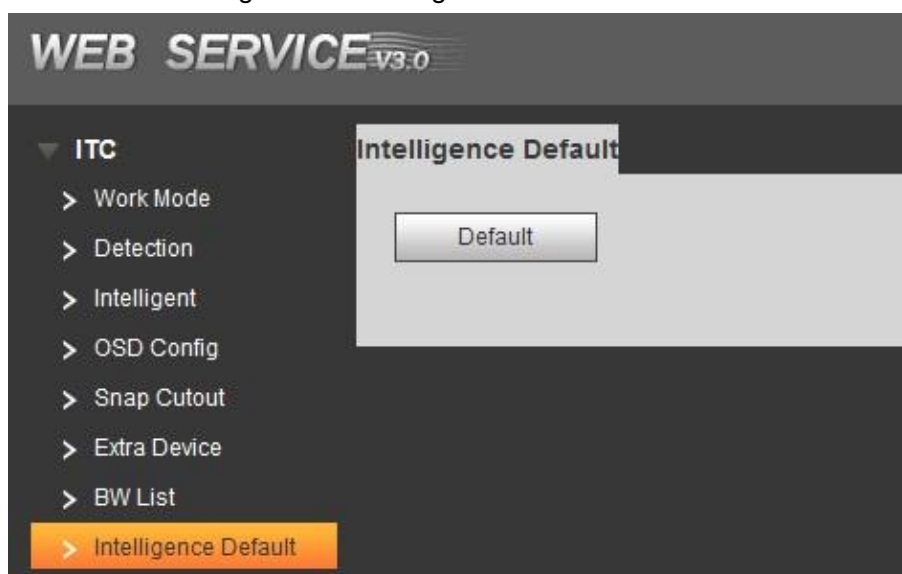 WEB SERVICE V3.0
ITC
Intelligence Default
Work Mode
Default
Detection
Intelligent
OSD Config
Snap Cutout
Extra Device
BW List
Intelligence Default